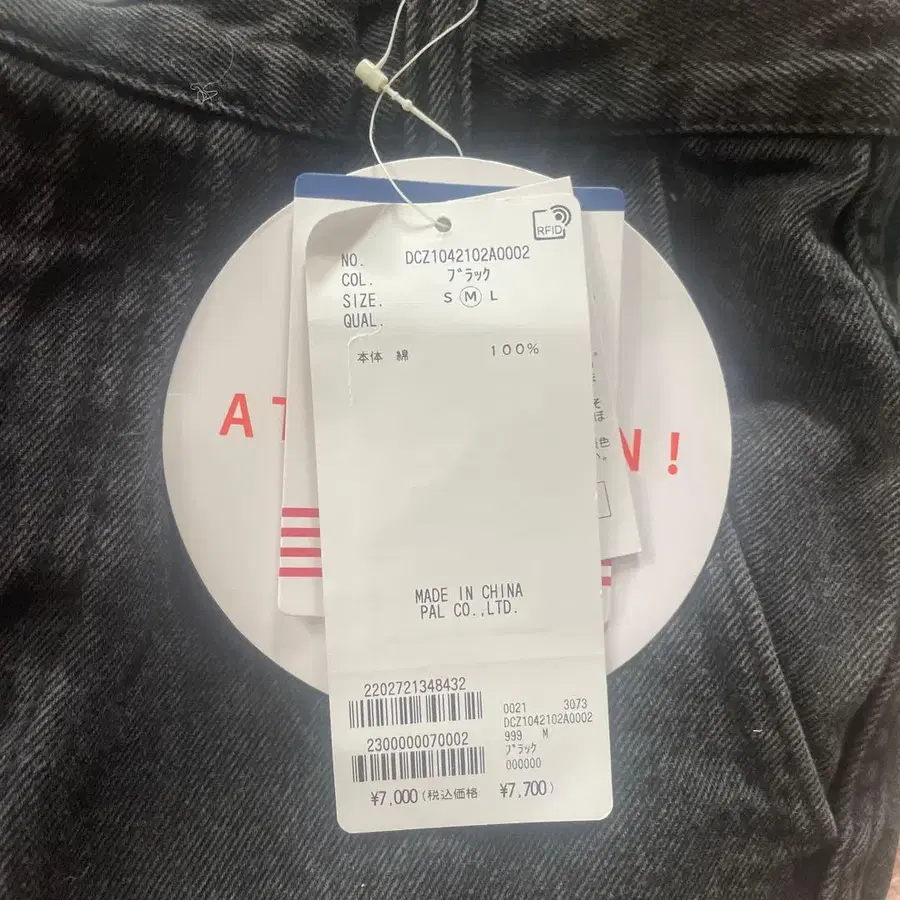 RFID
NO. DCZ1042102A0002
COL. ブラック
SIZE. S M L
QUAL.
本体 綿 100%
AT N!
MADE IN CHINA
PAL CO.,LTD.
2202721348432
2300000070002
0021 3073
DCZ1042102A0002
999 M
ブラック
000000
¥7,000(税込価格 ¥7,700)